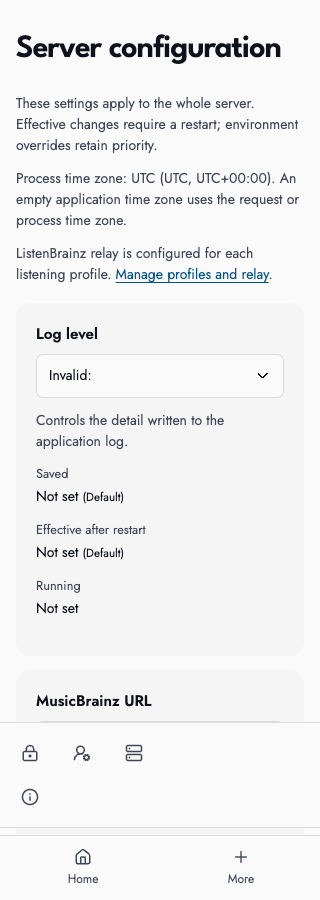 Server configuration
These settings apply to the whole server.
Effective changes require a restart; environment
overrides retain priority.
Process time zone: UTC (UTC, UTC+00:00). An
empty application time zone uses the request or
process time zone.
ListenBrainz relay is configured for each
listening profile. Manage profiles and relay.
Log level
Invalid:
Controls the detail written to the
application log.
Saved
Not set (Default)
Effective after restart
Not set (Default)
Running
Not set
MusicBrainz URL
Home
More